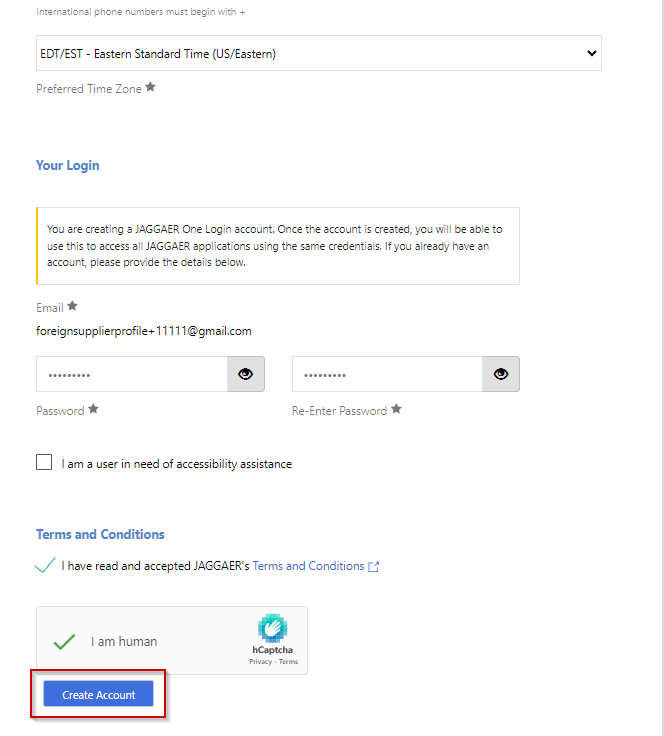 International phone numbers must begin with +
EDT/EST - Eastern Standard Time (US/Eastern)
Preferred Time Zone ★
Your Login
You are creating a JAGGAER One Login account. Once the account is created, you will be able to
use this to access all JAGGAER applications using the same credentials. If you already have an
account, please provide the details below.
Email ★
foreignsupplierprofile+11111@gmail.com
Password ★
Re-Enter Password ★
I am a user in need of accessibility assistance
Terms and Conditions
I have read and accepted JAGGAER's Terms and Conditions
I am human
hCaptcha
Privacy - Terms
Create Account